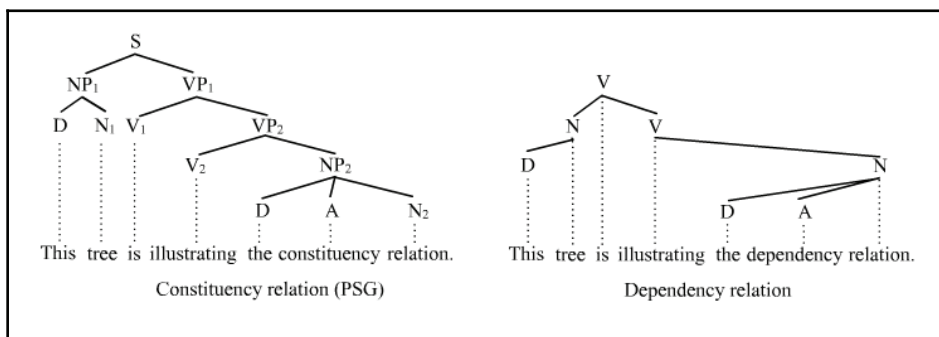 S
NP₁ VP₁
D N₁ V₁ VP₂
V₂ NP₂
D A N₂
This tree is illustrating the constituency relation.
Constituency relation (PSG)
V
N V
D N
D A
This tree is illustrating the dependency relation.
Dependency relation